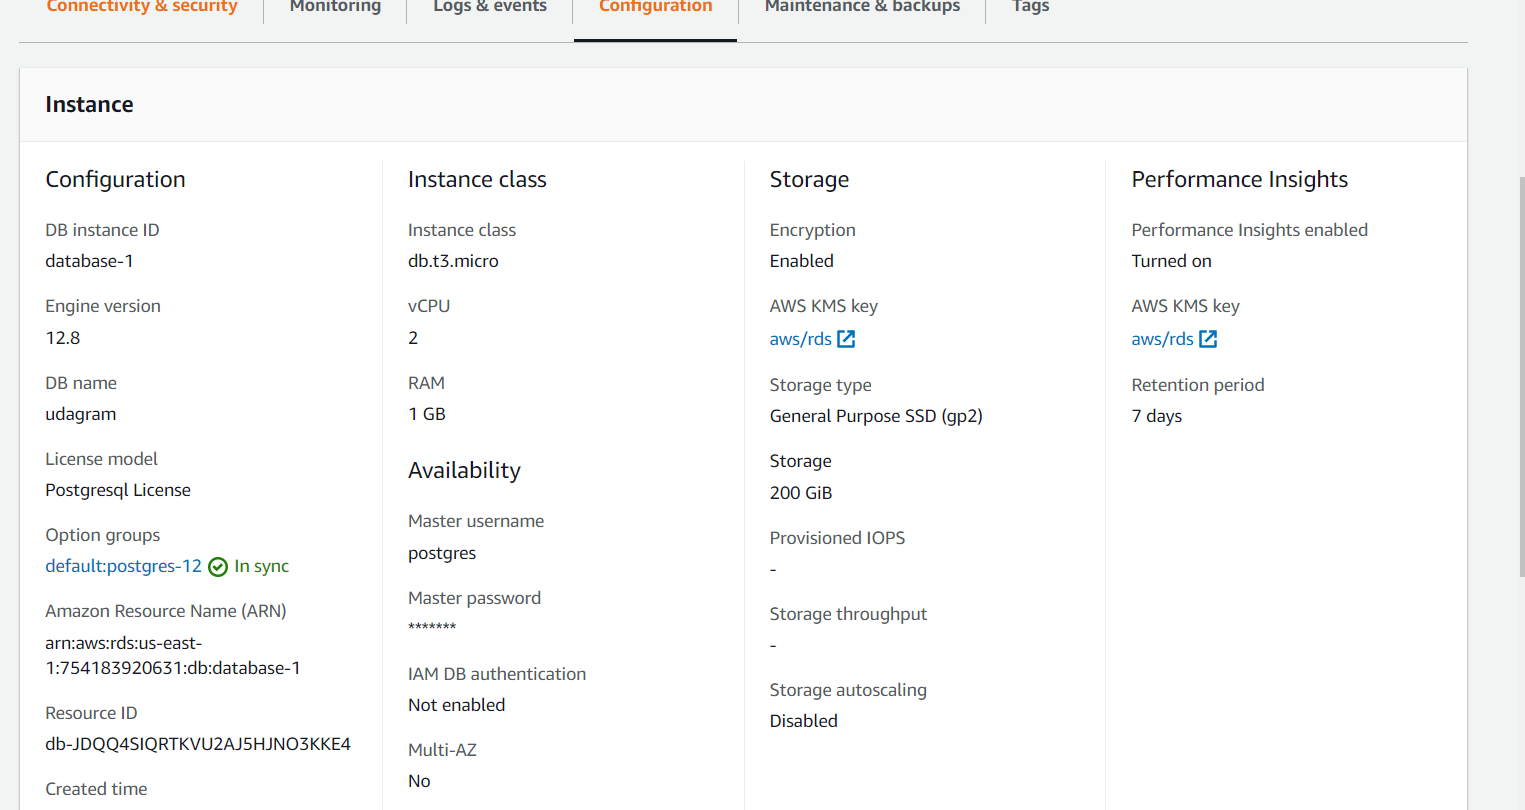 Connectivity & security
Monitoring
Logs & events
Configuration
Maintenance & backups
Tags
Instance
Configuration
DB instance ID
database-1
Engine version
12.8
DB name
udagram
License model
Postgresql License
Option groups
default:postgres-12 In sync
Amazon Resource Name (ARN)
arn:aws:rds:us-east-
1:754183920631:db:database-1
Resource ID
db-JDQQ4SIQRTKVU2AJ5HJNO3KKE4
Created time
Instance class
Instance class
db.t3.micro
vCPU
2
RAM
1 GB
Availability
Master username
postgres
Master password
*******
IAM DB authentication
Not enabled
Multi-AZ
No
Storage
Encryption
Enabled
AWS KMS key
aws/rds
Storage type
General Purpose SSD (gp2)
Storage
200 GiB
Provisioned IOPS
-
Storage throughput
-
Storage autoscaling
Disabled
Performance Insights
Performance Insights enabled
Turned on
AWS KMS key
aws/rds
Retention period
7 days